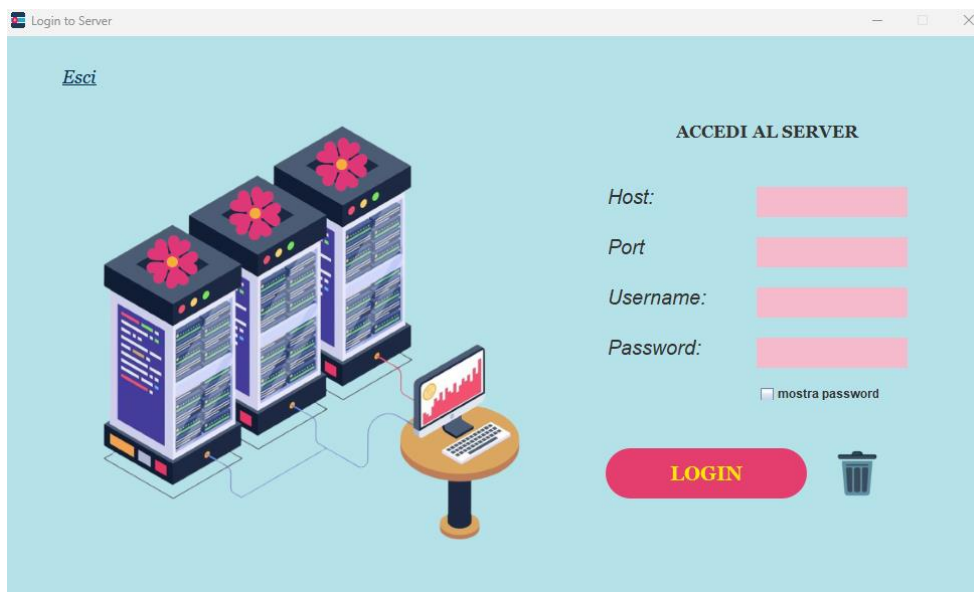 Login to Server
Esci
ACCEDI AL SERVER
Host:
Port
Username:
Password:
mostra password
LOGIN